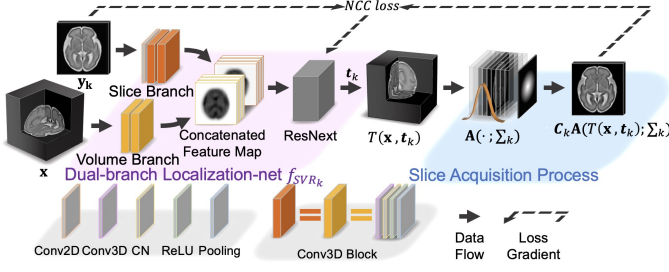 NCC loss
y_k
Slice Branch
t_k
x
Volume Branch
Concatenated
Feature Map
ResNext
T(x, t_k)
A(· ; Σ_k)
C_k A(T(x, t_k); Σ_k)
Dual-branch Localization-net f_SVR_k
Slice Acquisition Process
Conv2D Conv3D CN ReLU Pooling
Conv3D Block
Data
Flow
Loss
Gradient